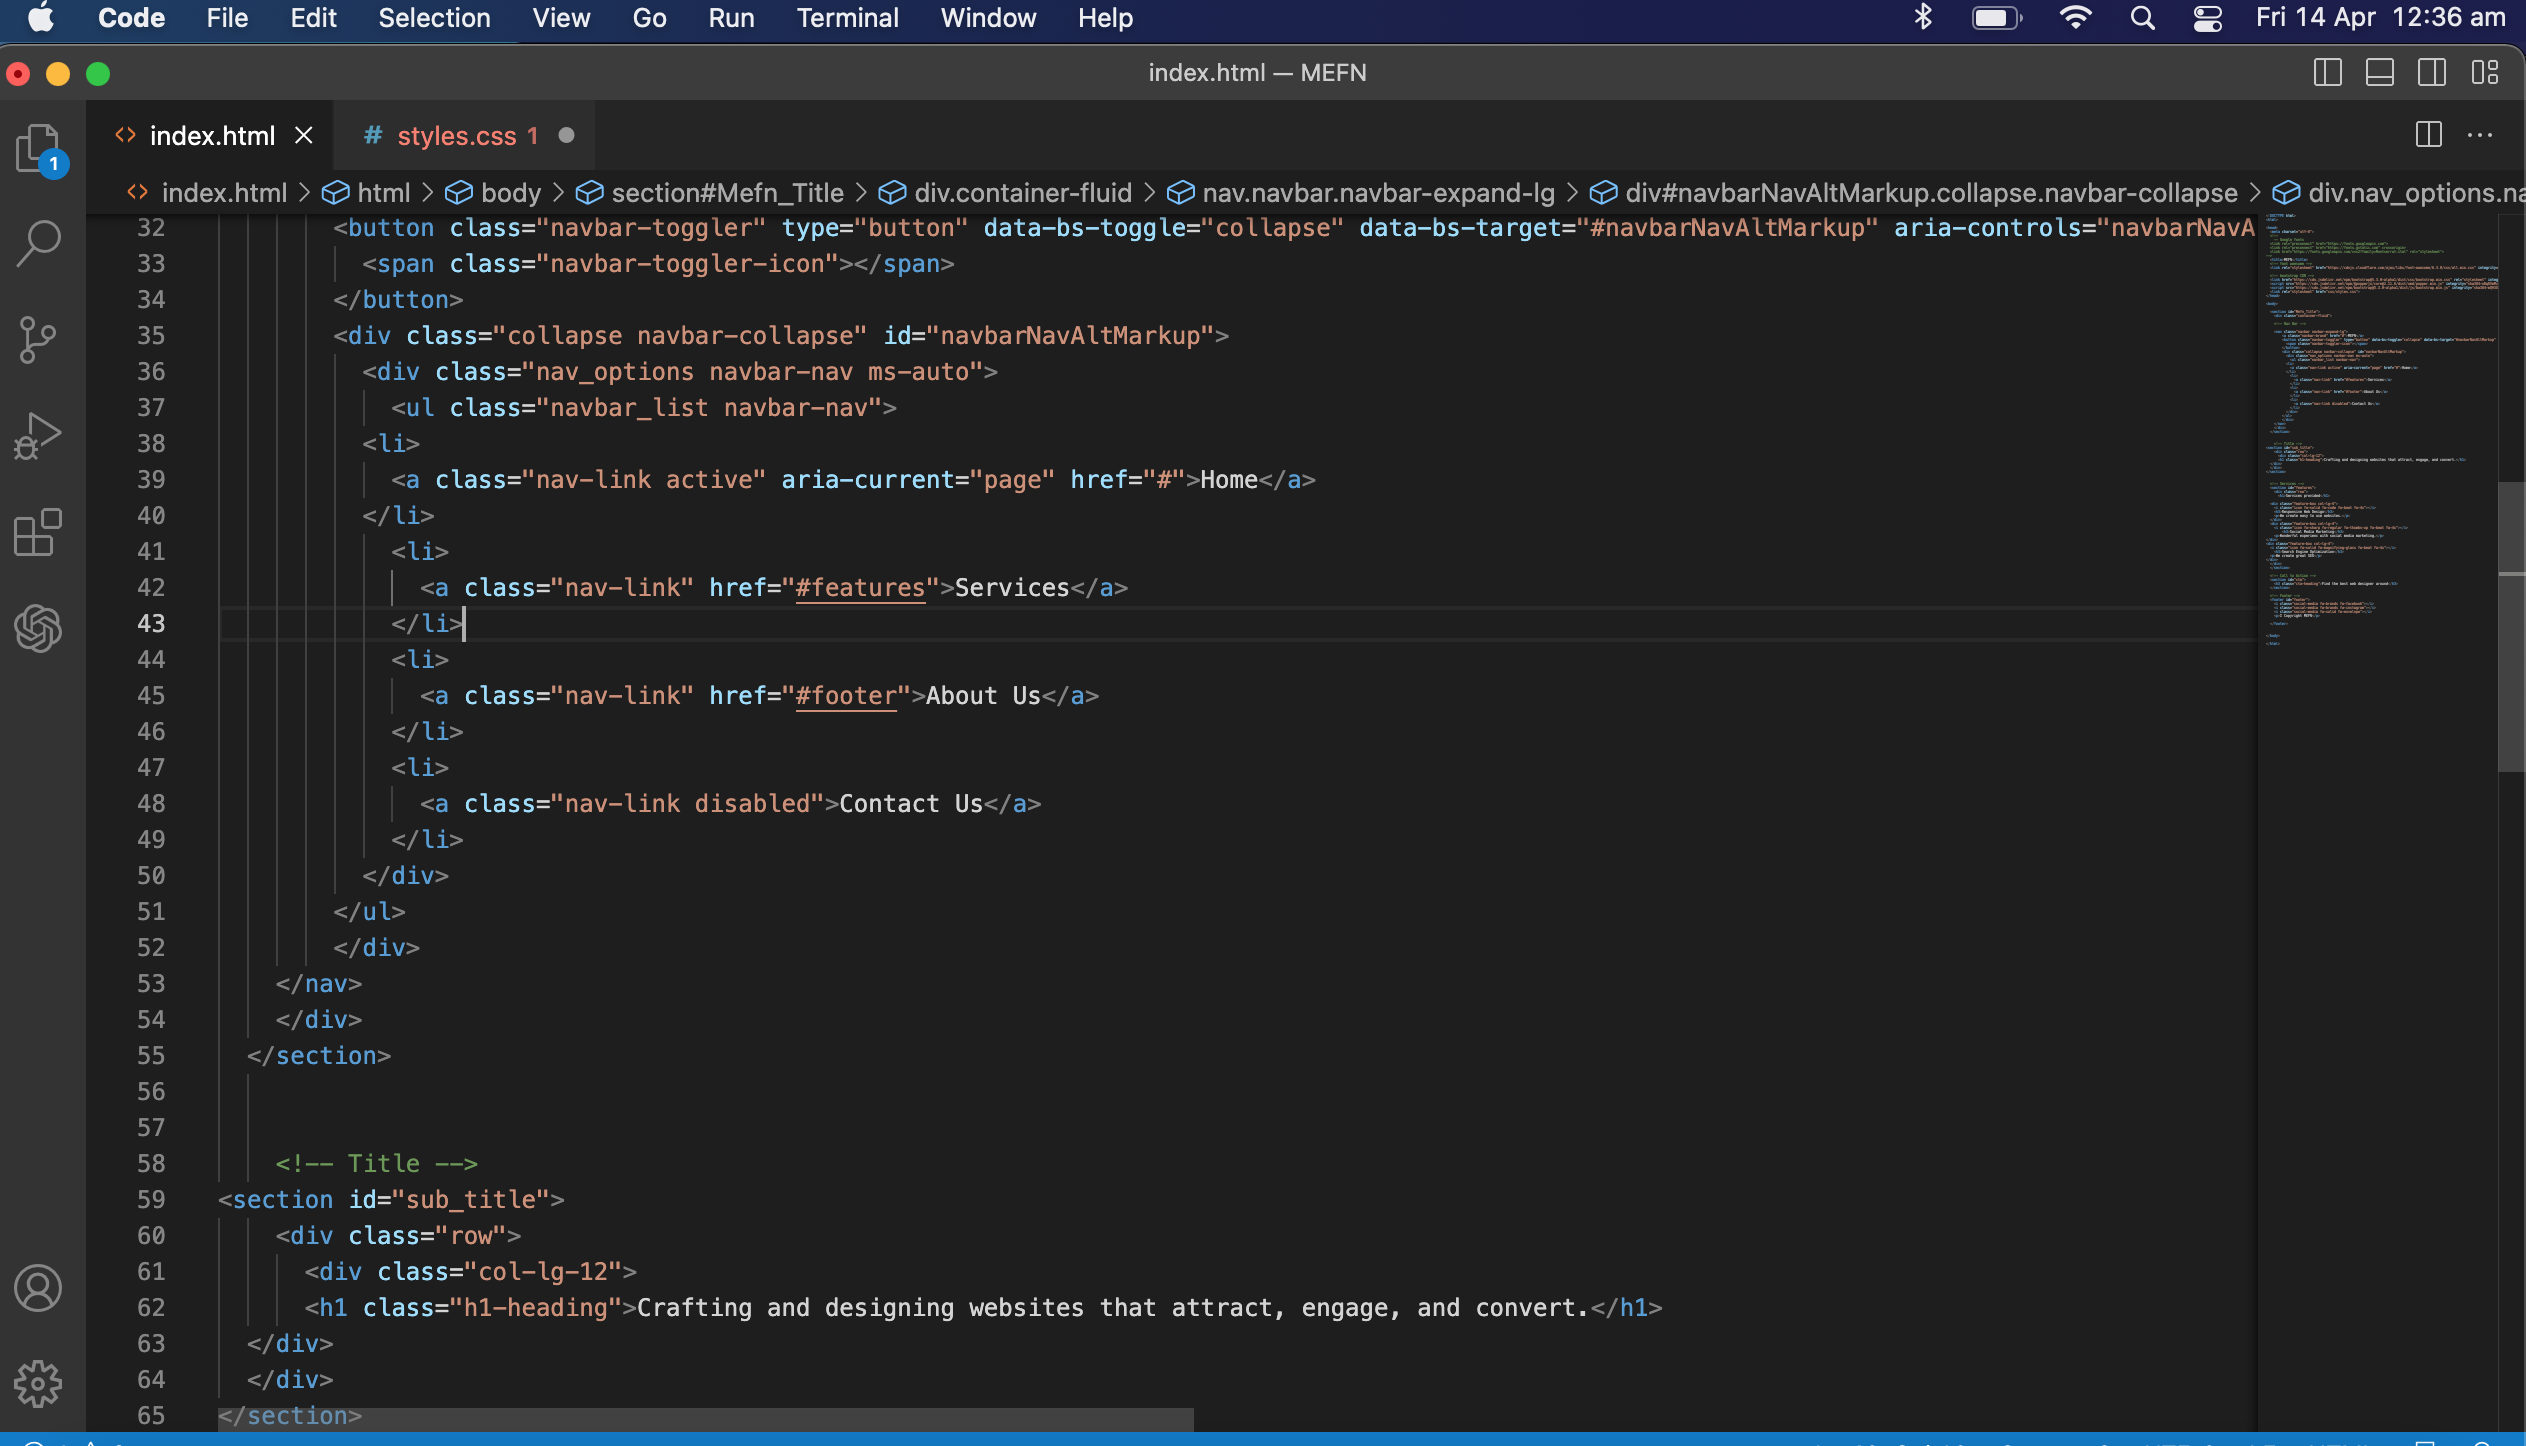 Code File Edit Selection View Go Run Terminal Window Help Fri 14 Apr 12:36 am
index.html — MEFN
index.html styles.css 1
1
index.html > html > body > section#Mefn_Title > div.container-fluid > nav.navbar.navbar-expand-lg > div#navbarNavAltMarkup.collapse.navbar-collapse > div.nav_options.na
32 <button class="navbar-toggler" type="button" data-bs-toggle="collapse" data-bs-target="#navbarNavAltMarkup" aria-controls="navbarNavA
33 <span class="navbar-toggler-icon"></span>
34 </button>
35 <div class="collapse navbar-collapse" id="navbarNavAltMarkup">
36 <div class="nav_options navbar-nav ms-auto">
37 <ul class="navbar_list navbar-nav">
38 <li>
39 <a class="nav-link active" aria-current="page" href="#">Home</a>
40 </li>
41 <li>
42 <a class="nav-link" href="#features">Services</a>
43 </li>
44 <li>
45 <a class="nav-link" href="#footer">About Us</a>
46 </li>
47 <li>
48 <a class="nav-link disabled">Contact Us</a>
49 </li>
50 </div>
51 </ul>
52 </div>
53 </nav>
54 </div>
55 </section>
56
57
58 <!-- Title -->
59 <section id="sub_title">
60 <div class="row">
61 <div class="col-lg-12">
62 <h1 class="h1-heading">Crafting and designing websites that attract, engage, and convert.</h1>
63 </div>
64 </div>
65 </section>